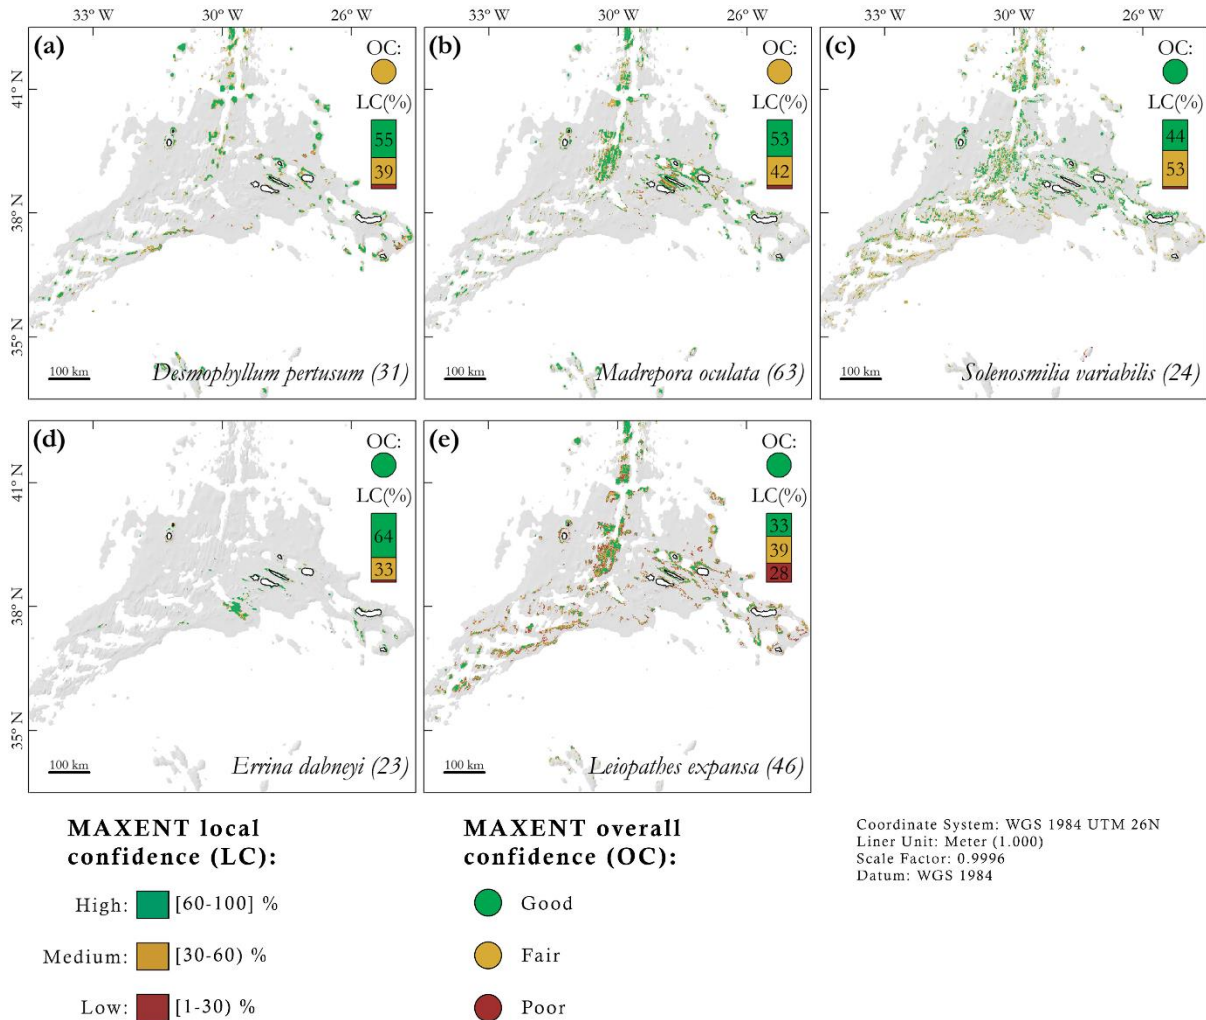 33° W 30° W 26° W 30° W 26° W 30° W 26° W
(a) OC: (b) OC: (c) OC:
41° N
LC(%) LC(%) LC(%)
55 53 44
39 42 53
38° N
35° N
100 km Desmophyllum pertusum (31) 100 km Madrepora oculata (63) 100 km Solenosmilia variabilis (24)
(d) OC: (e) OC:
41° N
LC(%) LC(%)
64 33
33 39
28
38° N
35° N
100 km Errina dabneyi (23) 100 km Leiopathes expansa (46)
MAXENT local
confidence (LC):
High: [60-100] %
Medium: [30-60) %
Low: [1-30) %
MAXENT overall
confidence (OC):
Good
Fair
Poor
Coordinate System: WGS 1984 UTM 26N
Liner Unit: Meter (1.000)
Scale Factor: 0.9996
Datum: WGS 1984